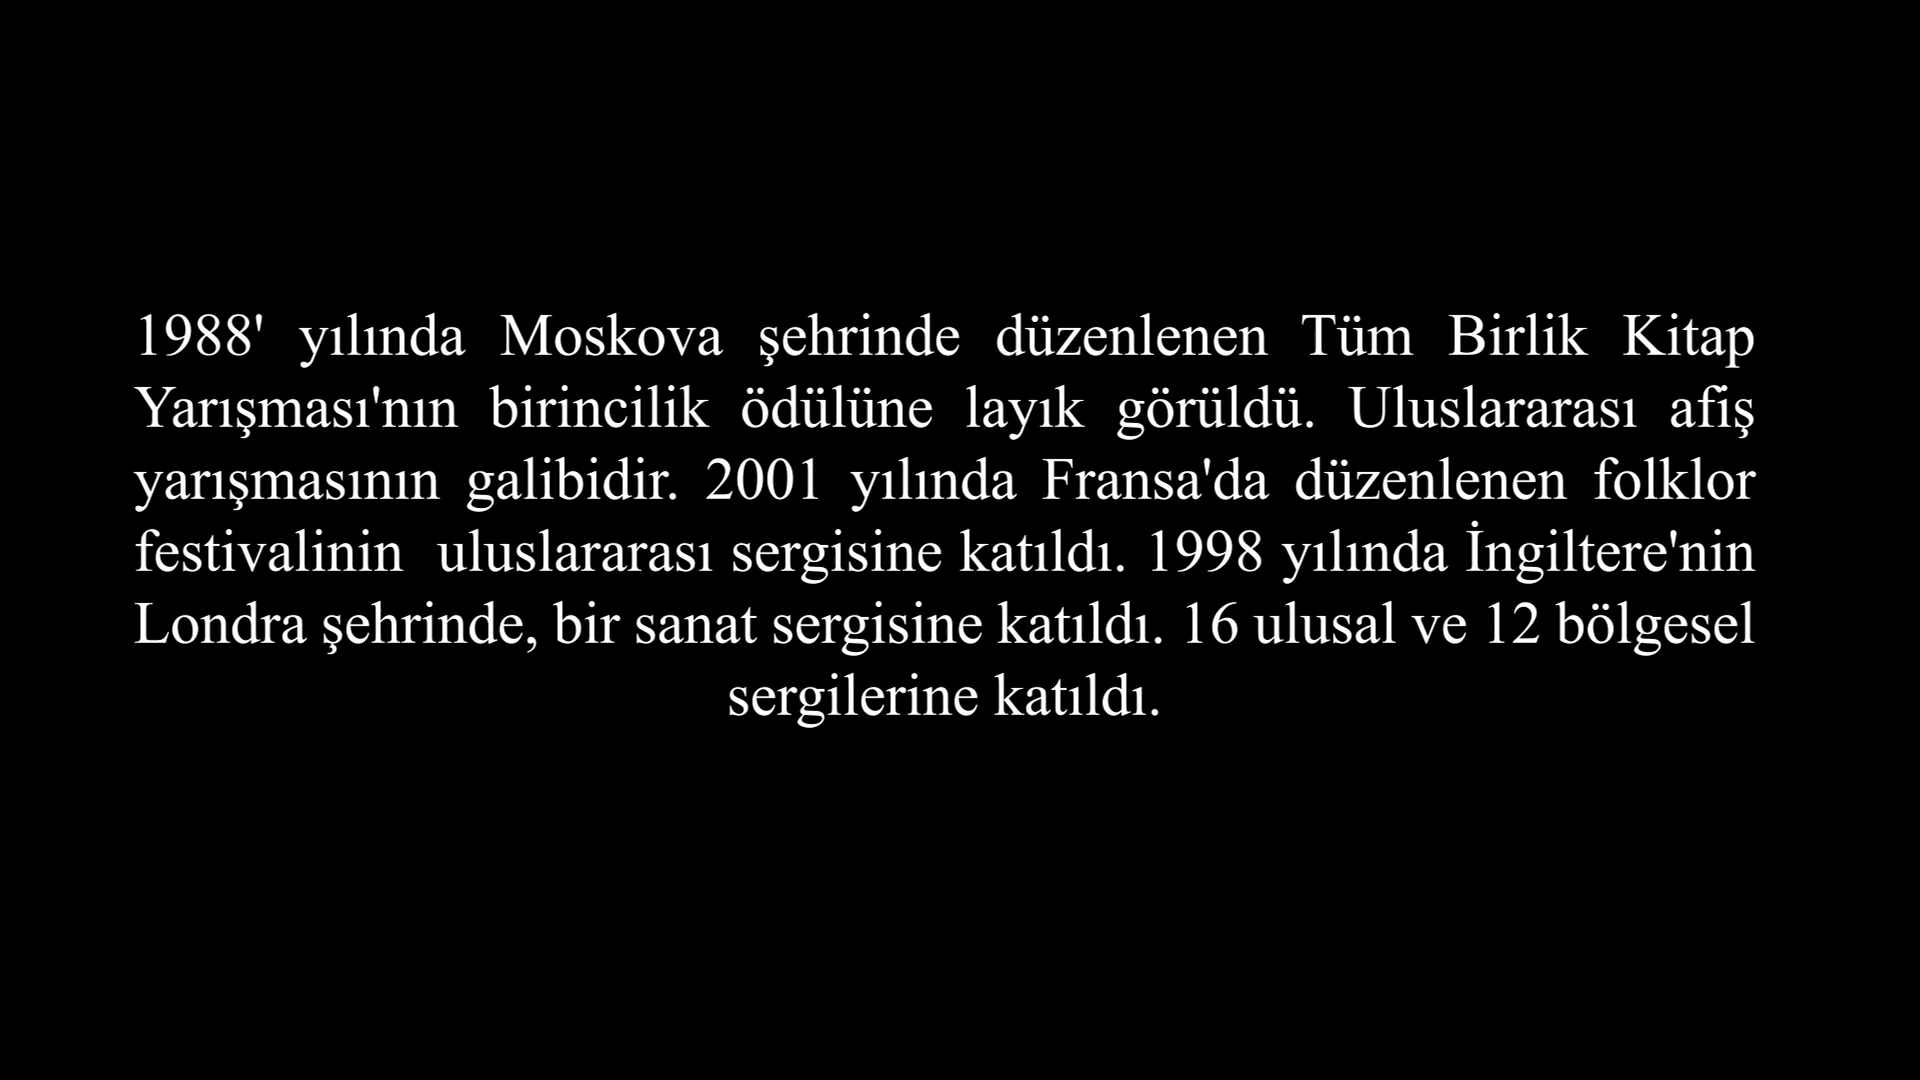 1988' yılında Moskova şehrinde düzenlenen Tüm Birlik Kitap
Yarışması'nın birincilik ödülüne layık görüldü. Uluslararası afiş
yarışmasının galibidir. 2001 yılında Fransa'da düzenlenen folklor
festivalinin  uluslararası sergisine katıldı. 1998 yılında İngiltere'nin
Londra şehrinde, bir sanat sergisine katıldı. 16 ulusal ve 12 bölgesel
sergilerine katıldı.